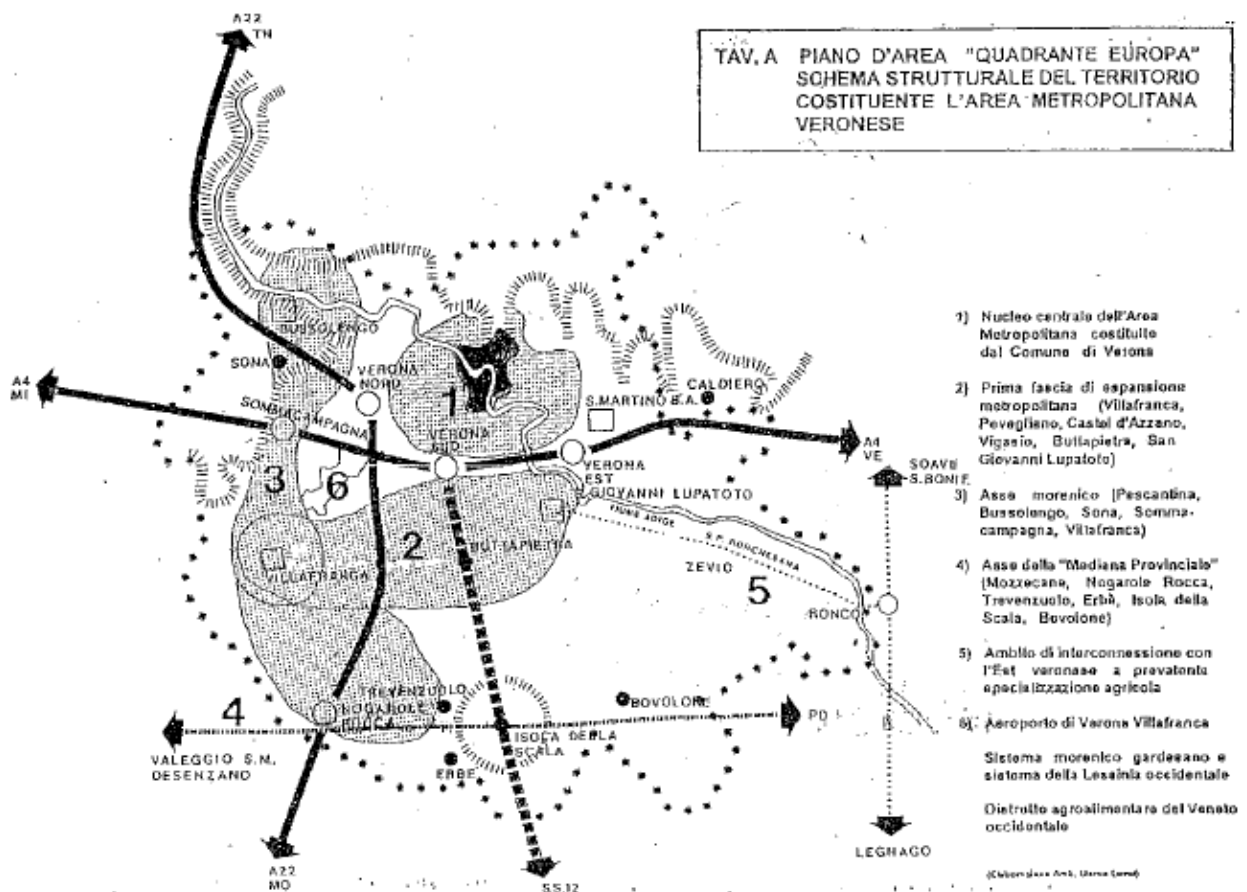 A22
TN
TAV. A PIANO D'AREA "QUADRANTE EUROPA"
SCHEMA STRUTTURALE DEL TERRITORIO
COSTITUENTE L'AREA METROPOLITANA
VERONESE
BUSSOLENGO
SONA
VERONA
NORD
A4
MI
SOMMACAMPAGNA
1
CALDIERO
S.MARTINO B.A.
VERONA
SUD
VERONA
EST
A4
VE
SOAVE
S.BONIF.
3
6
S.GIOVANNI LUPATOTO
FIUME ADIGE
S.P. RONCHESANA
2
BUTTAPIETRA
VILLAFRANCA
ZEVIO
5
RONCO
TREVENZUOLO
NOGAROLE
ROCCA
BOVOLONE
4
PD
ISOLA DELLA
SCALA
VALEGGIO S.M.
DESENZANO
ERBE'
LEGNAGO
A22
MO
S.S.12
1) Nucleo centrale dell'Area
Metropolitana costituito
dal Comune di Verona
2) Prima fascia di espansione
metropolitana (Villafranca,
Povegliano, Castel d'Azzano,
Vigasio, Buttapietra, San
Giovanni Lupatoto)
3) Asse morenico (Pescantina,
Bussolengo, Sona, Somma-
campagna, Villafranca)
4) Asse della "Mediana Provinciale"
(Mozzecane, Nogarole Rocca,
Trevenzuolo, Erbè, Isola della
Scala, Bovolone)
5) Ambito di interconnessione con
l'Est veronese a prevalente
specializzazione agricola
6) Aeroporto di Verona Villafranca
Sistema morenico gardesano e
sistema della Lessinia occidentale
Distretto agroalimentare del Veneto
occidentale